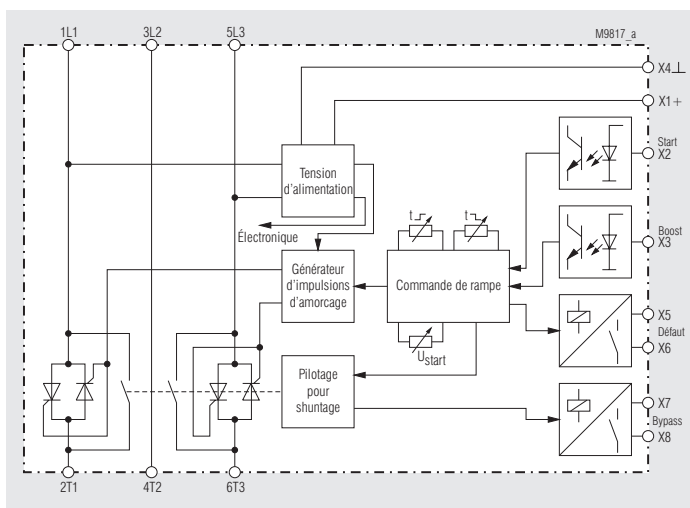 1L1 3L2 5L3 M9817_a
X4⊥
X1+
Start
X2
Tension
d'alimentation
Électronique
t
t
Boost
X3
Générateur
d'impulsions
d'amorcage
Commande de rampe
X5
Défaut
X6
Ustart
Pilotage
pour
shuntage
X7
Bypass
X8
2T1 4T2 6T3